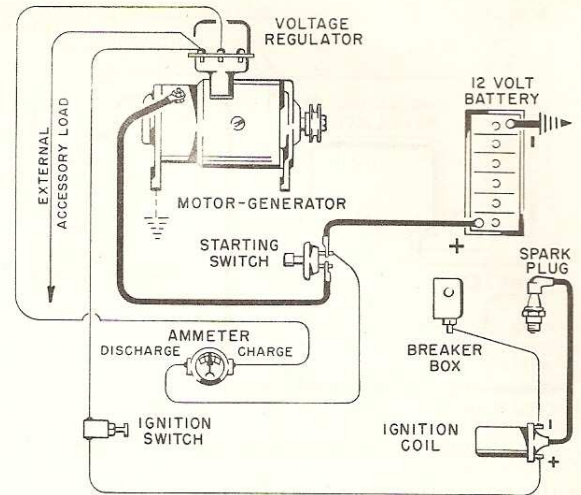 VOLTAGE
REGULATOR
12 VOLT
BATTERY
-
EXTERNAL
ACCESSORY LOAD
MOTOR-GENERATOR
STARTING
SWITCH
+
SPARK
PLUG
AMMETER
DISCHARGE
CHARGE
BREAKER
BOX
IGNITION
SWITCH
IGNITION
COIL
-
+